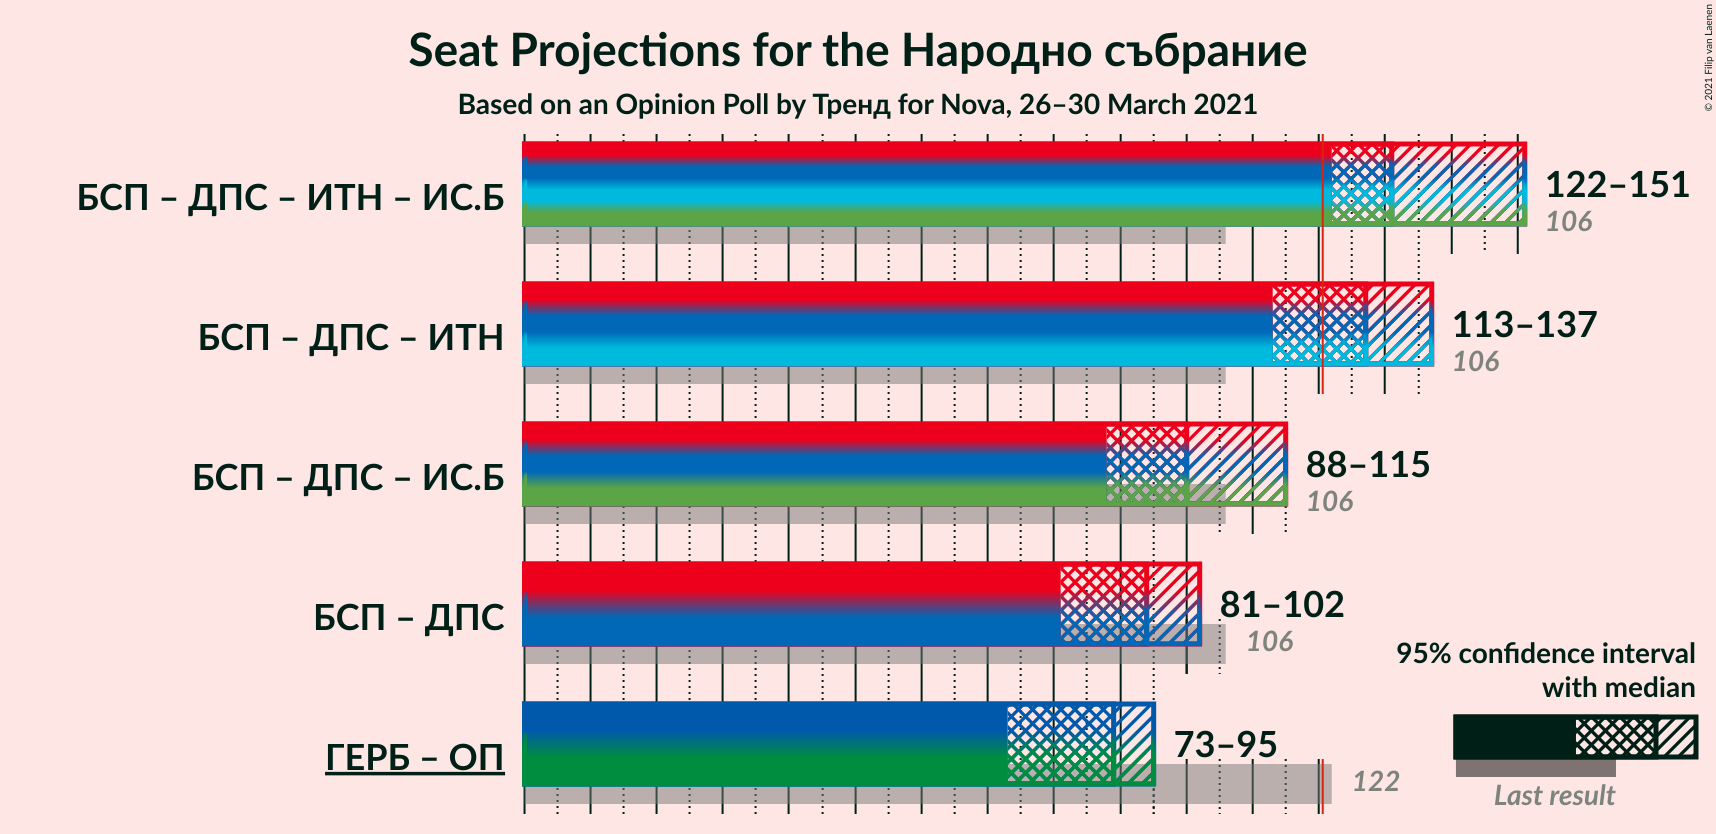 Seat Projections for the Народно събрание
Based on an Opinion Poll by Тренд for Nova, 26–30 March 2021
© 2021 Filip van Laenen
БСП – ДПС – ИТН – ИС.Б
122–151
106
БСП – ДПС – ИТН
113–137
106
БСП – ДПС – ИС.Б
88–115
106
БСП – ДПС
81–102
106
ГЕРБ – ОП
73–95
122
95% confidence interval
with median
Last result